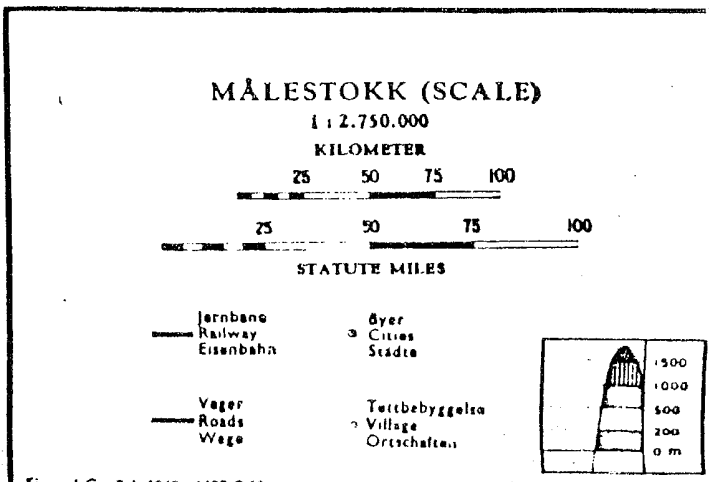 MÅLESTOKK (SCALE)
1 : 2.750.000
KILOMETER
25 50 75 100
25 50 75 100
STATUTE MILES
Jernbane
Railway
Eisenbahn
Byer
Cities
Städte
Veger
Roads
Wege
Tettbebyggelse
Village
Ortschaften
1500
1000
500
200
0 m